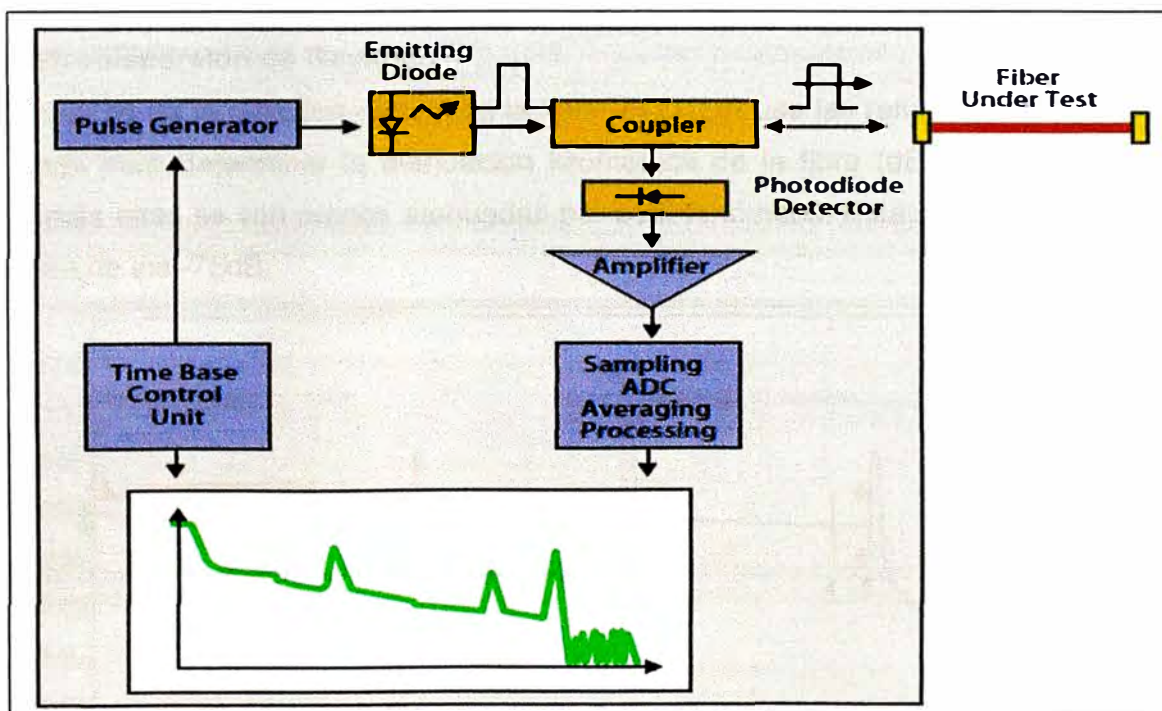 Emitting
Diode
Fiber
Under Test
Pulse Generator
Coupler
Photodiode
Detector
Amplifier
Time Base
Control
Unit
Sampling
ADC
Averaging
Processing